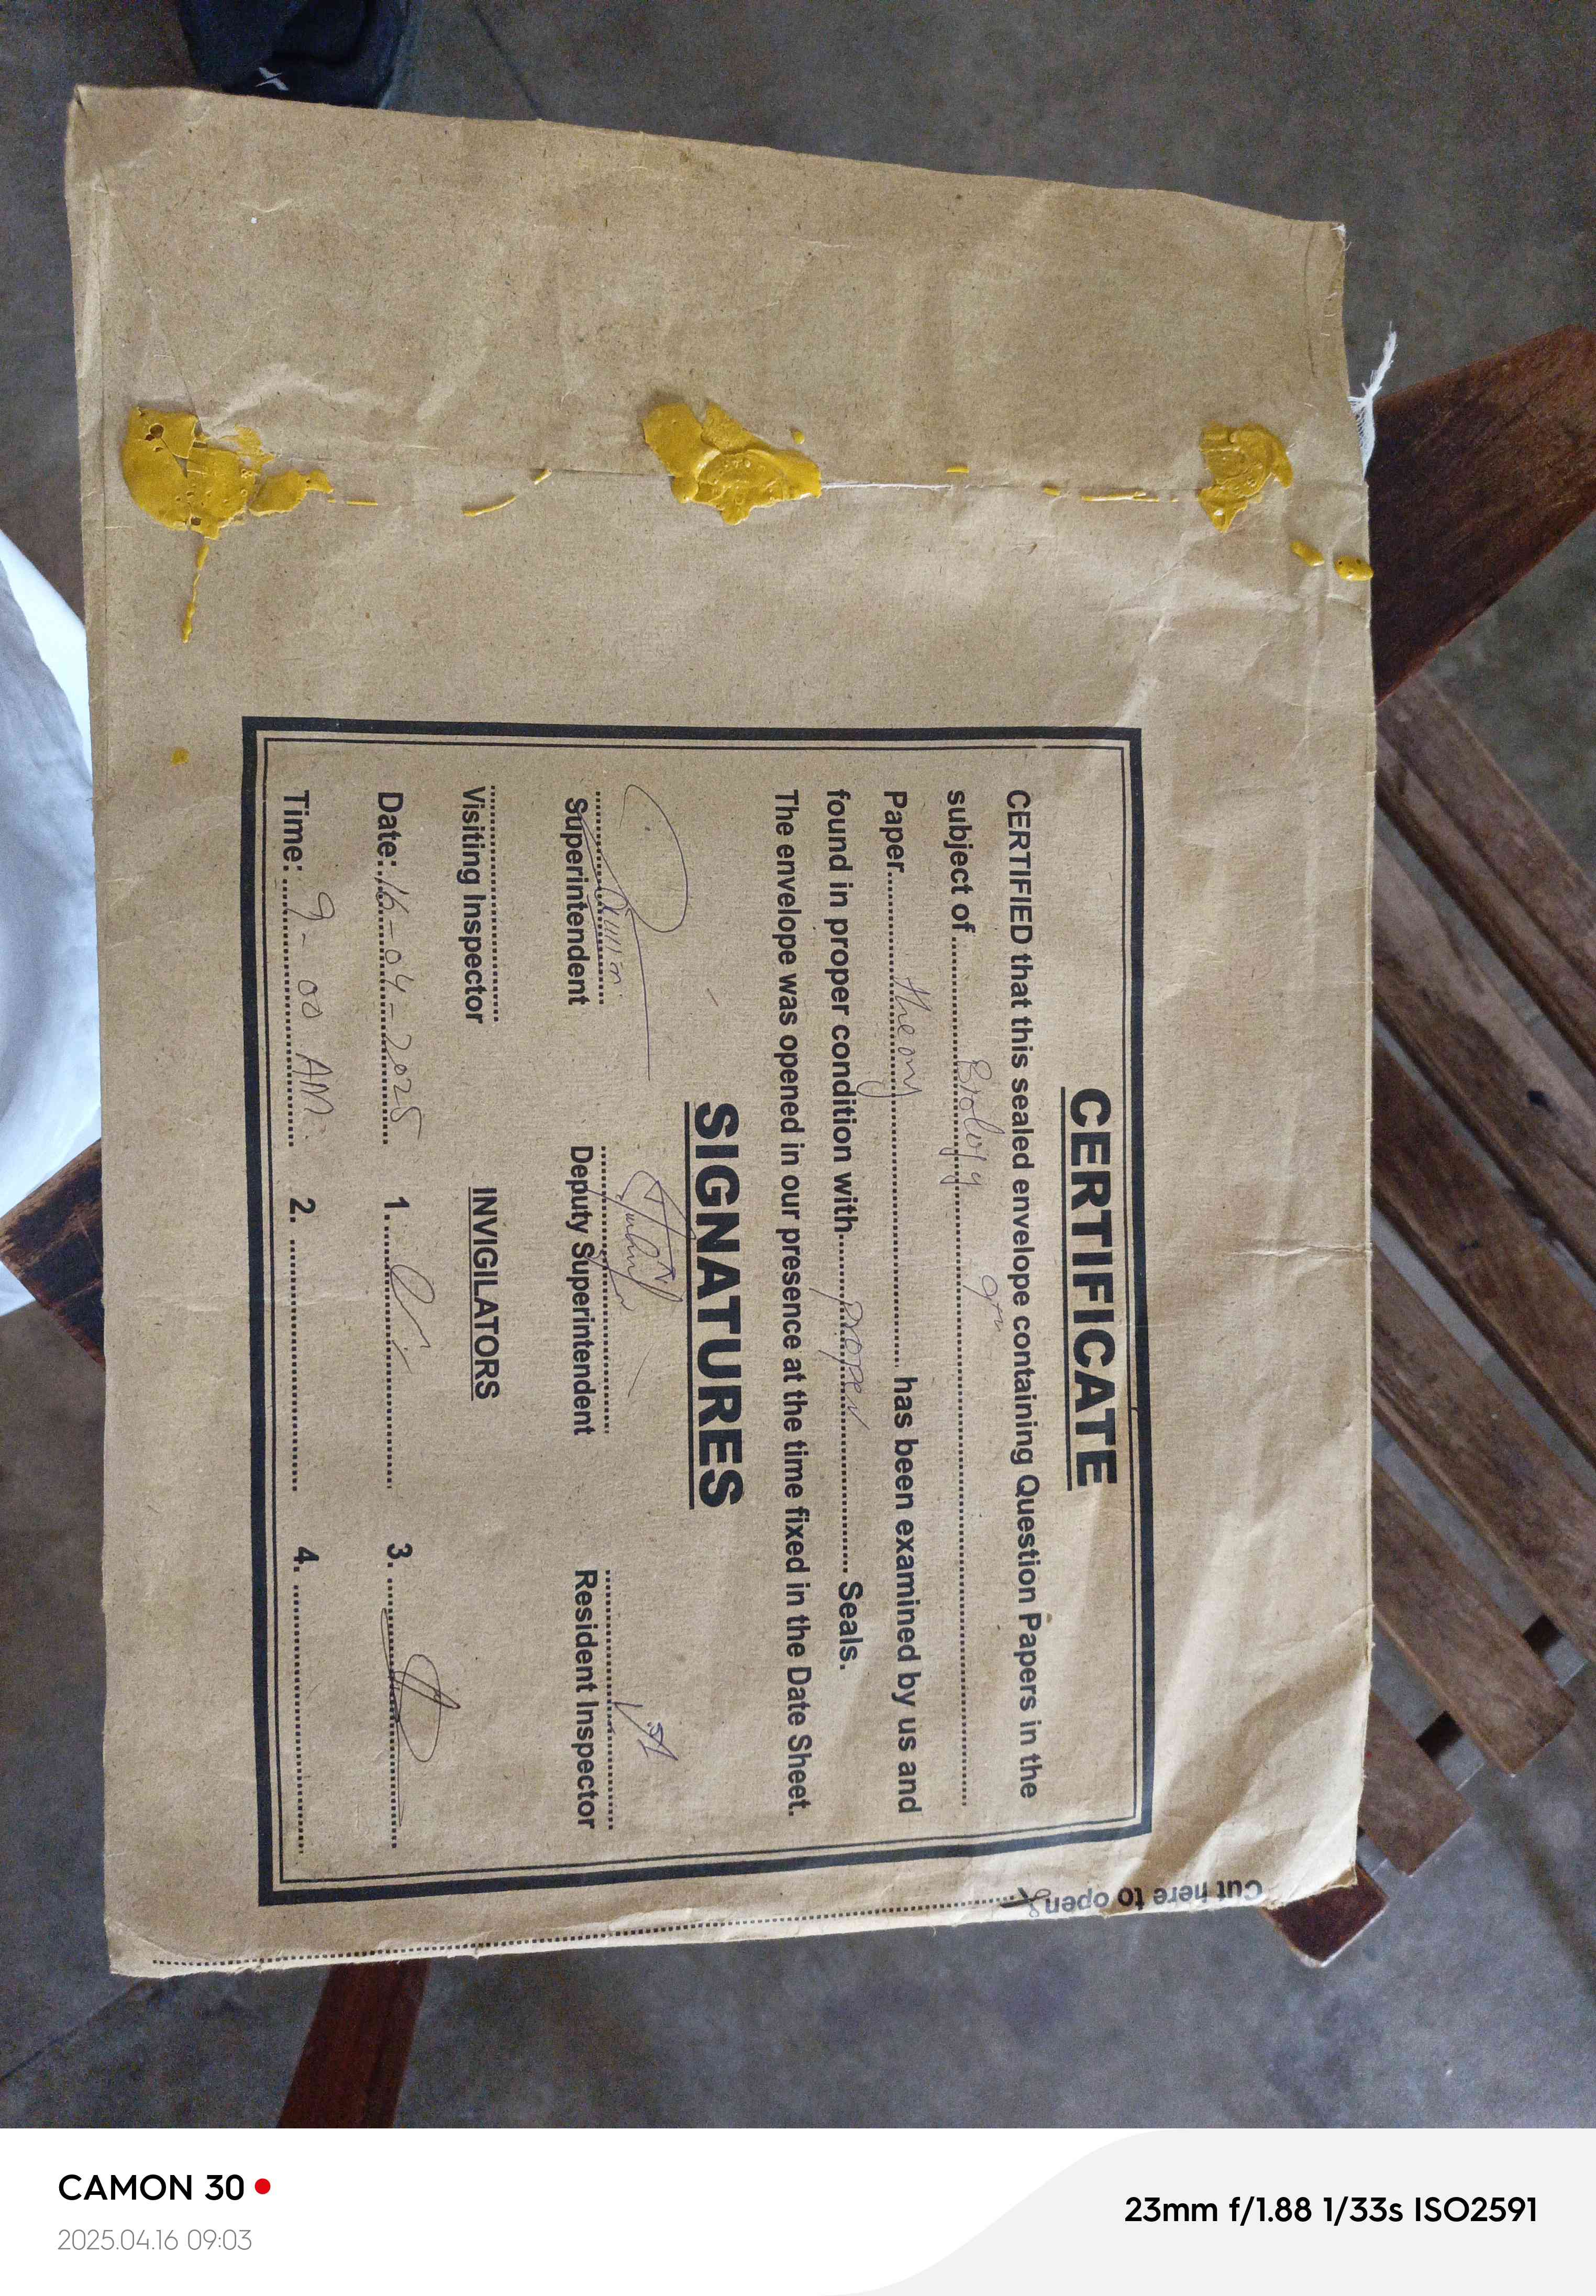 CERTIFICATE
CERTIFIED that this sealed envelope containing Question Papers in the
subject of Biology
Paper theory has been examined by us and
found in proper condition with proper Seals.
The envelope was opened in our presence at the time fixed in the Date Sheet.
SIGNATURES
Superintendent Deputy Superintendent Resident Inspector
Visiting Inspector INVIGILATORS
Date: 16-04-2025 1. 3.
Time: 9-00 AM. 2. 4.
Cut here to open
CAMON 30
2025.04.16 09:03
23mm f/1.88 1/33s ISO2591